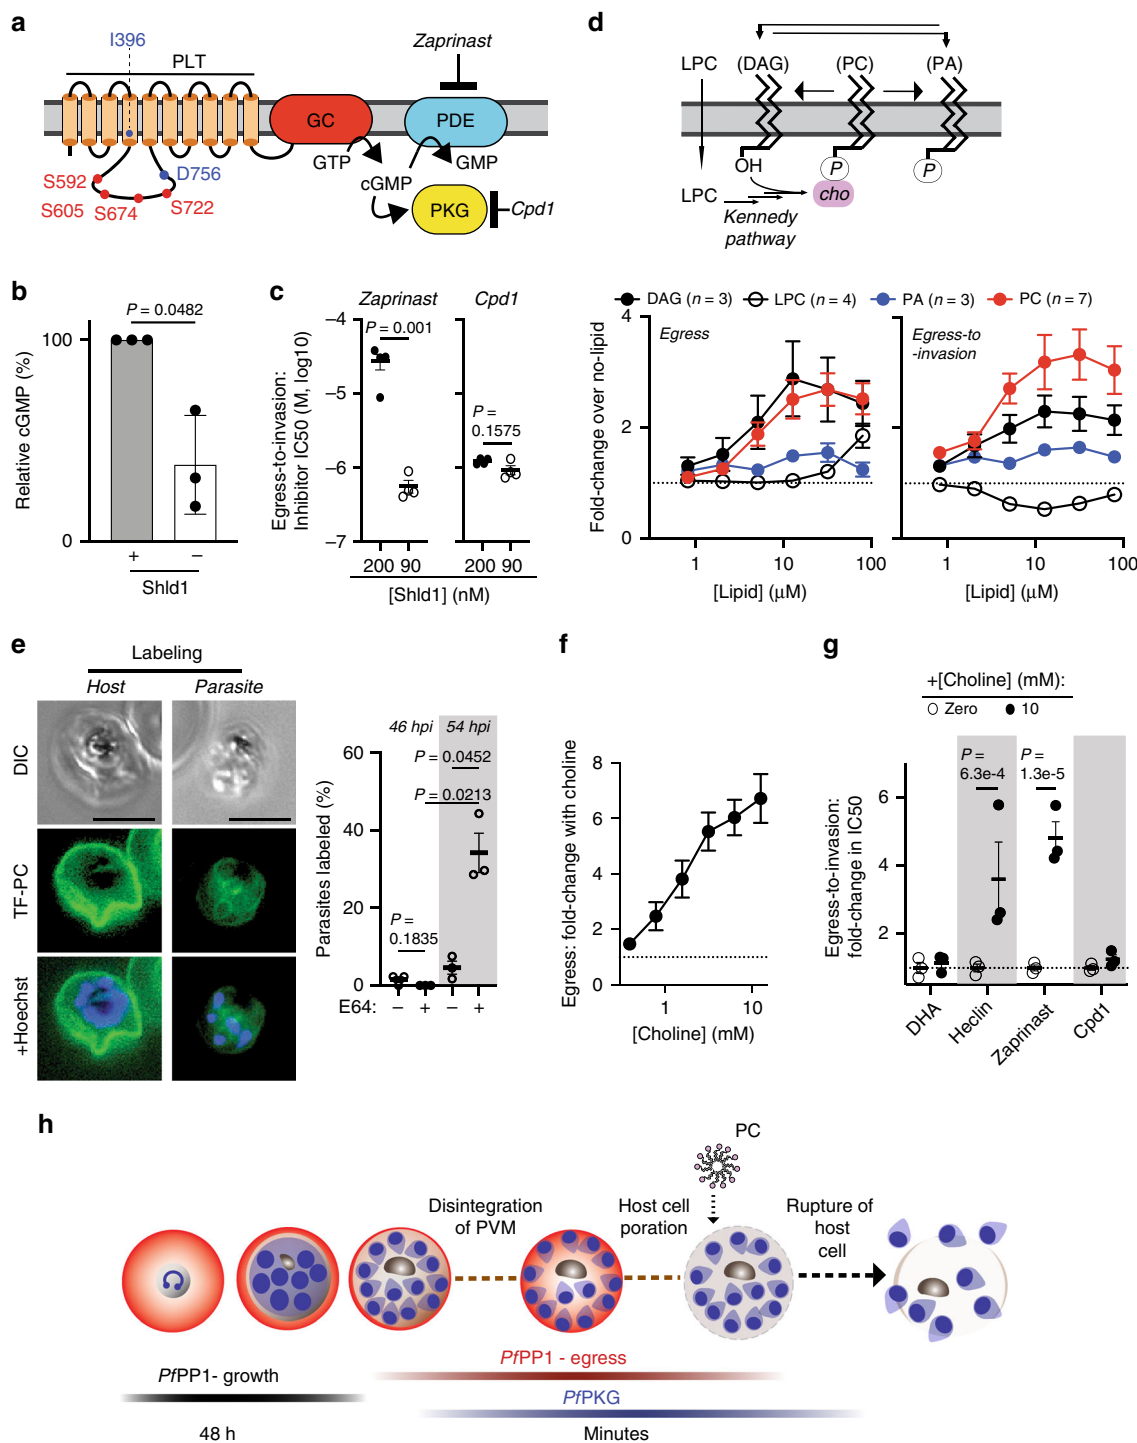 a
I396
PLT
Zaprinast
GC
PDE
GTP
GMP
cGMP
PKG
Cpd1
S592
D756
S605
S674
S722
b
P = 0.0482
Relative cGMP (%)
100
0
+
–
Shld1
c
Zaprinast
Cpd1
Egress-to-invasion:
Inhibitor IC50 (M, log10)
–4
–5
–6
–7
P = 0.001
P =
0.1575
200 90
200 90
[Shld1] (nM)
d
LPC
(DAG)
(PC)
(PA)
OH
P
P
LPC
cho
Kennedy
pathway
DAG (n = 3)
LPC (n = 4)
PA (n = 3)
PC (n = 7)
Fold-change over no-lipid
4
2
0
Egress
Egress-to
-invasion
1
10
100
1
10
100
[Lipid] (μM)
[Lipid] (μM)
e
Labeling
Host
Parasite
DIC
TF-PC
+Hoechst
46 hpi
54 hpi
Parasites labeled (%)
60
40
20
0
P = 0.0452
P = 0.0213
P =
0.1835
E64:
–
+
–
+
f
Egress: fold-change with choline
8
6
4
2
0
1
10
[Choline] (mM)
g
+[Choline] (mM):
Zero
10
Egress-to-invasion:
fold-change in IC50
6
4
2
P =
6.3e-4
P =
1.3e-5
DHA
Heclin
Zaprinast
Cpd1
h
PC
Disintegration
of PVM
Host cell
poration
Rupture of
host
cell
PfPP1- growth
PfPP1 - egress
PfPKG
48 h
Minutes